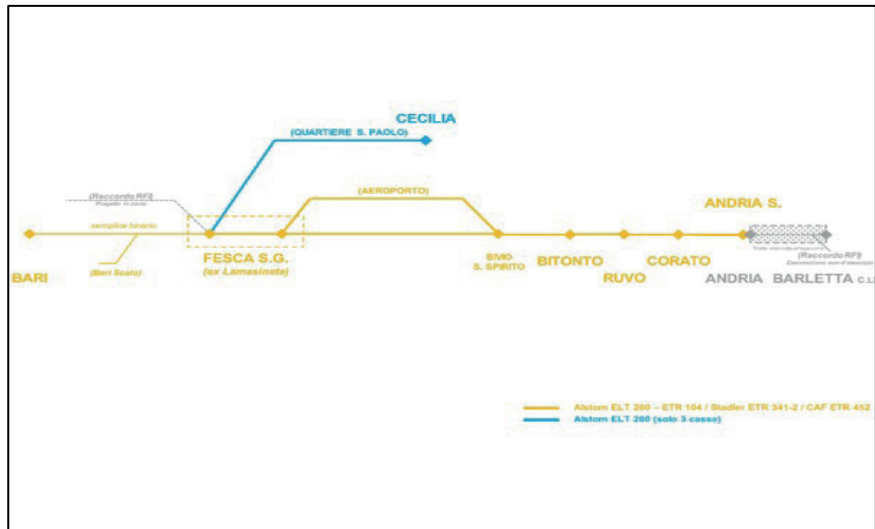 CECILIA
(QUARTIERE S. PAOLO)
(AEROPORTO)
(Raccordo RFI)
Progetto in corso
semplice binario
(Bari Scalo)
BARI
FESCA S.G.
(ex Lamasinata)
BIVIO
S. SPIRITO
BITONTO
RUVO
CORATO
ANDRIA S.
(Raccordo RFI)
ANDRIA
BARLETTA C.LE
Alstom ELT 200 – ETR 104 / Stadler ETR 341-2 / CAF ETR 452
Alstom ELT 200 (solo 3 casse)